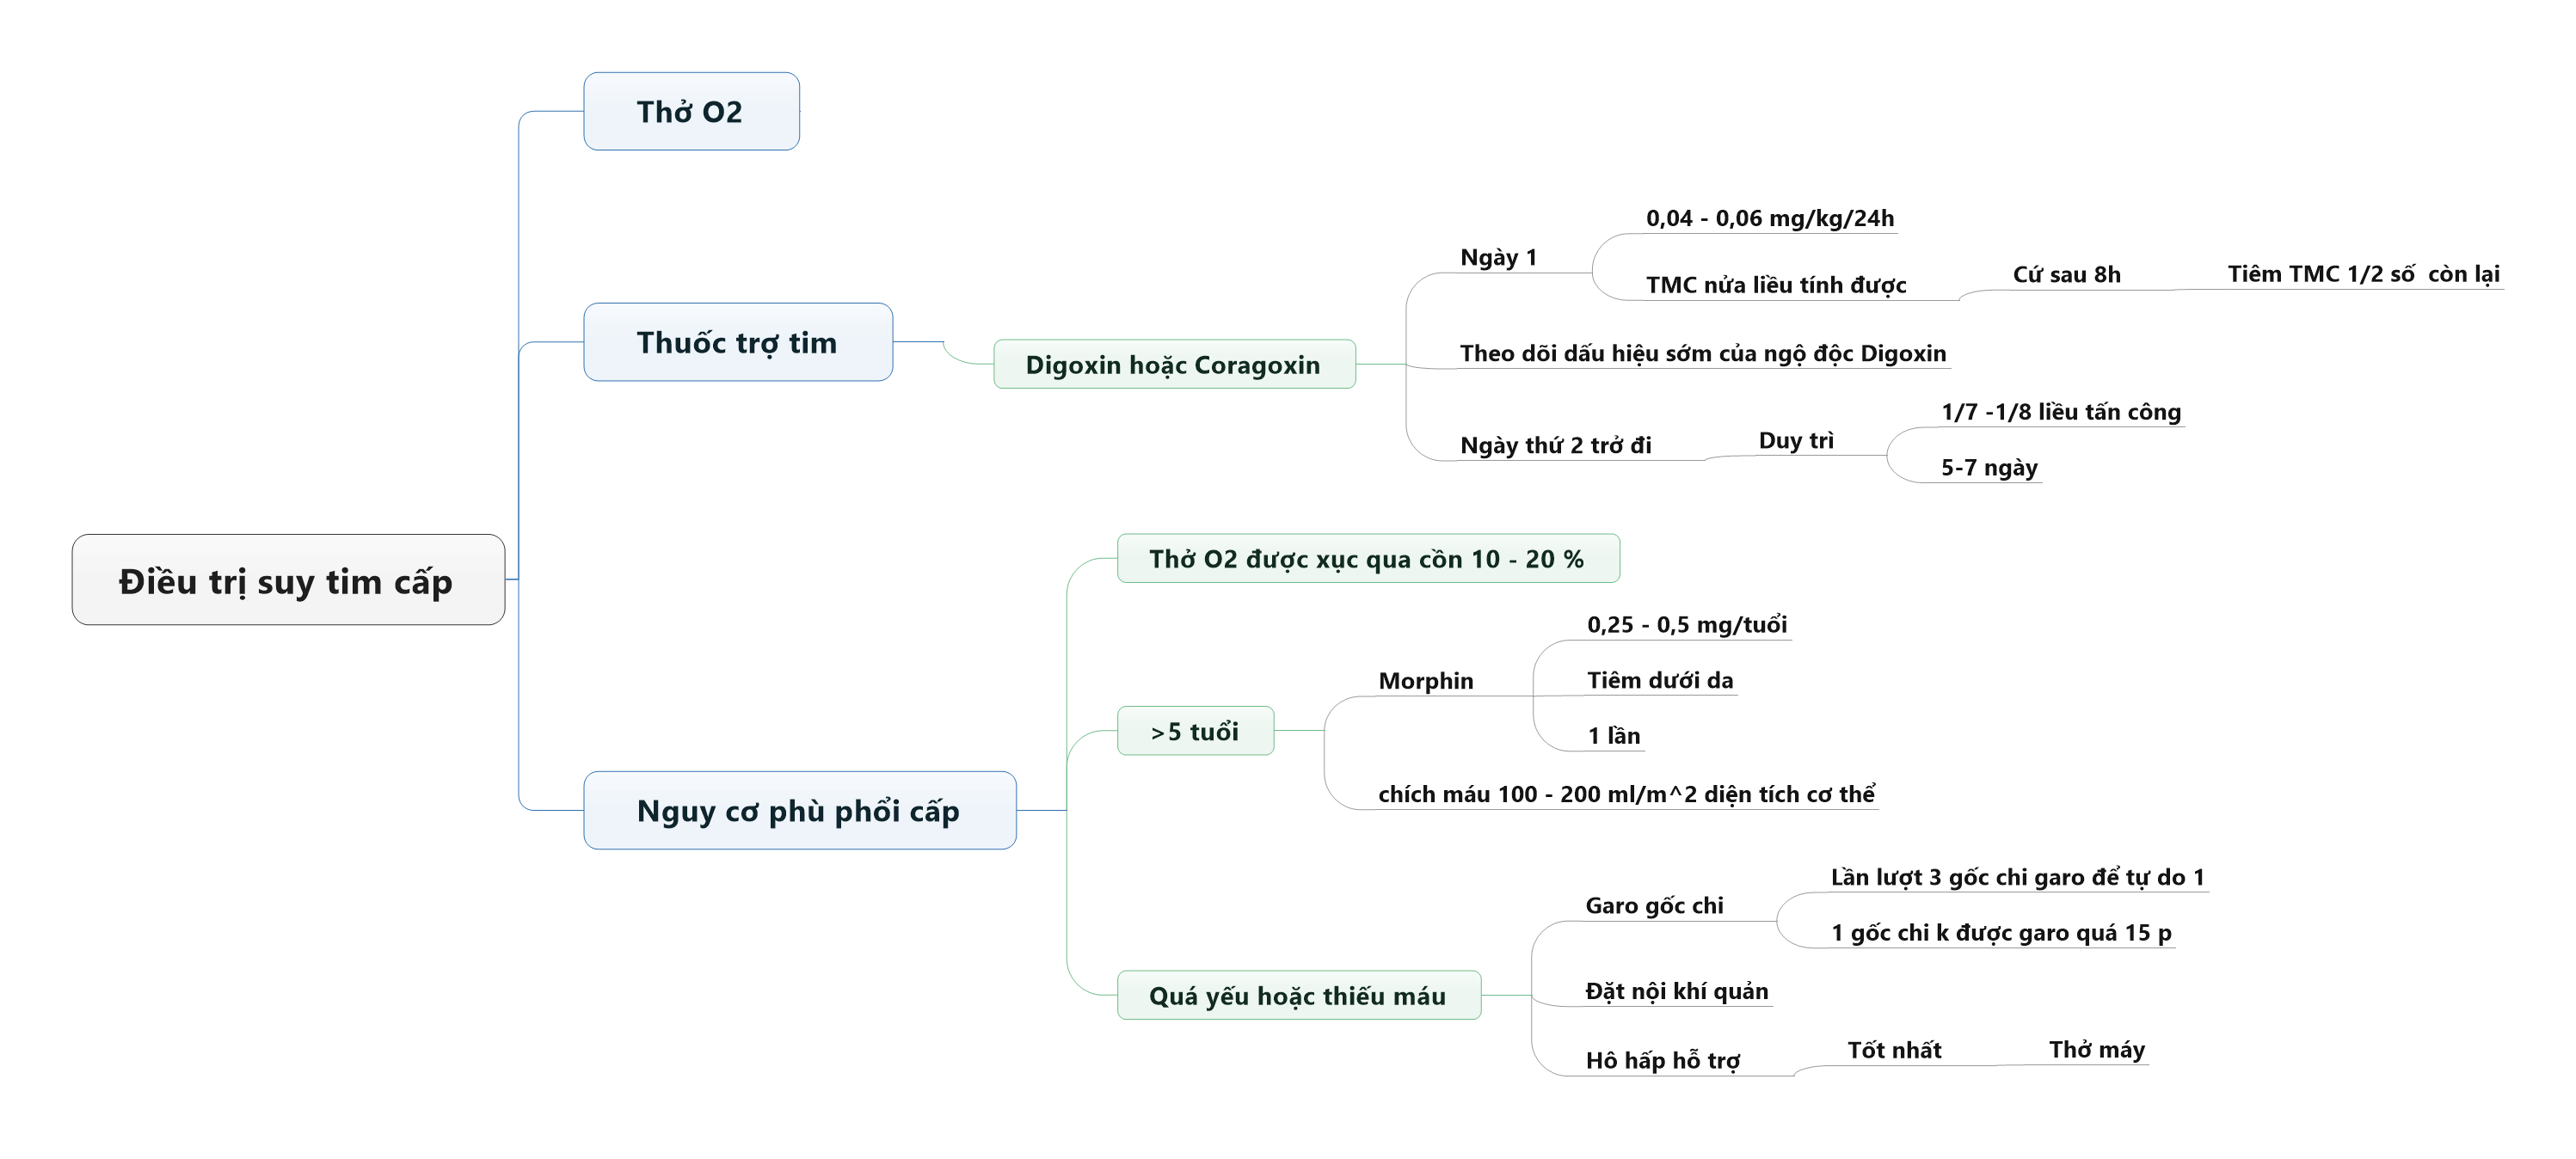 Điều trị suy tim cấp
Thở O2
Thuốc trợ tim
Digoxin hoặc Coragoxin
Ngày 1
0,04 - 0,06 mg/kg/24h
TMC nửa liều tính được
Cứ sau 8h
Tiêm TMC 1/2 số  còn lại
Theo dõi dấu hiệu sớm của ngộ độc Digoxin
Ngày thứ 2 trở đi
Duy trì
1/7 -1/8 liều tấn công
5-7 ngày
Nguy cơ phù phổi cấp
Thở O2 được xục qua cồn 10 - 20 %
>5 tuổi
Morphin
0,25 - 0,5 mg/tuổi
Tiêm dưới da
1 lần
chích máu 100 - 200 ml/m^2 diện tích cơ thể
Quá yếu hoặc thiếu máu
Garo gốc chi
Lần lượt 3 gốc chi garo để tự do 1
1 gốc chi k được garo quá 15 p
Đặt nội khí quản
Hô hấp hỗ trợ
Tốt nhất
Thở máy